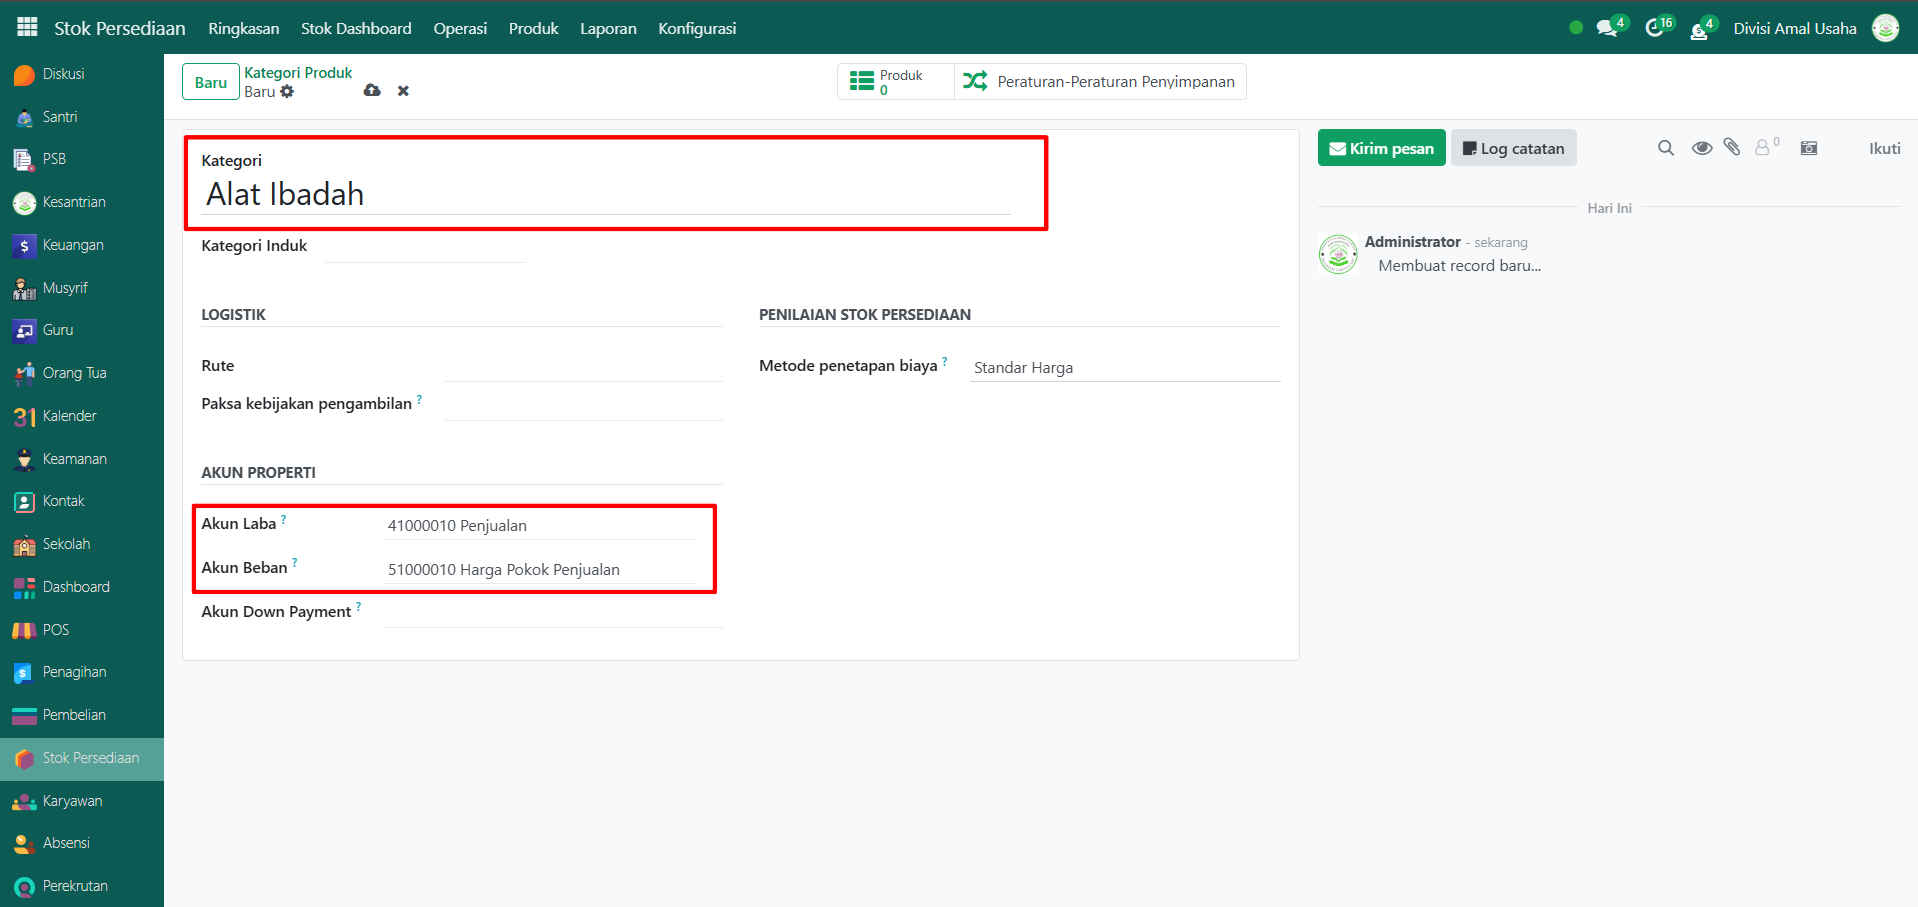 Stok Persediaan Ringkasan Stok Dashboard Operasi Produk Laporan Konfigurasi 4 16 4 Divisi Amal Usaha
Diskusi
Santri
PSB
Kesantrian
Keuangan
Musyrif
Guru
Orang Tua
31 Kalender
Keamanan
Kontak
Sekolah
Dashboard
POS
Penagihan
Pembelian
Stok Persediaan
Karyawan
Absensi
Perekrutan
Baru
Kategori Produk
Baru
Produk
0
Peraturan-Peraturan Penyimpanan
Kategori
Alat Ibadah
Kategori Induk
LOGISTIK
Rute
Paksa kebijakan pengambilan ?
PENILAIAN STOK PERSEDIAAN
Metode penetapan biaya ? Standar Harga
AKUN PROPERTI
Akun Laba ? 41000010 Penjualan
Akun Beban ? 51000010 Harga Pokok Penjualan
Akun Down Payment ?
Kirim pesan Log catatan 0 Ikuti
Hari Ini
Administrator - sekarang
Membuat record baru...